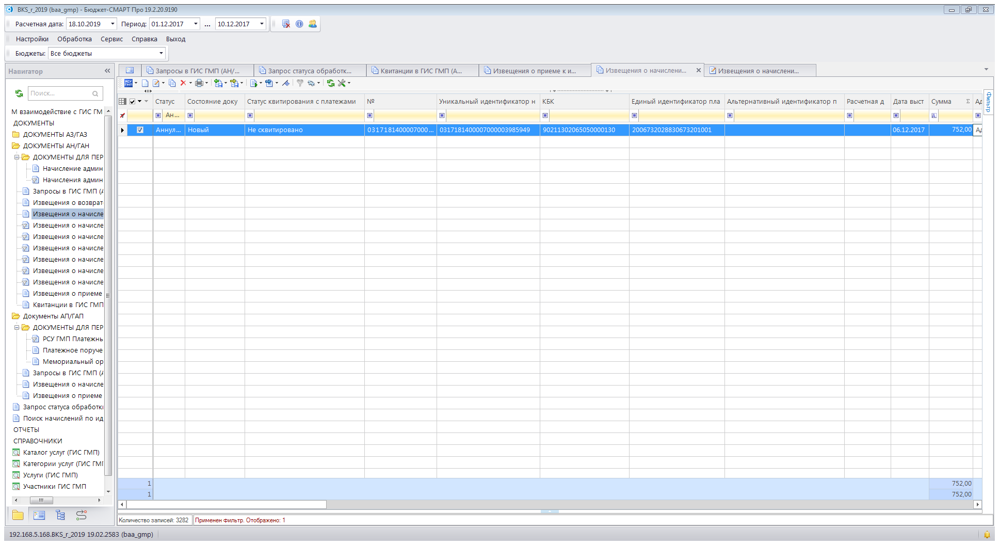 BKS_r_2019 (baa_gmp) - Бюджет-СМАРТ Про 19.2.20.9190
Расчетная дата: 18.10.2019 Период: 01.12.2017 ... 10.12.2017
Настройки Обработка Сервис Справка Выход
Бюджеты: Все бюджеты
Навигатор
Поиск...
М взаимодействие с ГИС ГМ
ДОКУМЕНТЫ
ДОКУМЕНТЫ АЗ/ГАЗ
ДОКУМЕНТЫ АН/ГАН
ДОКУМЕНТЫ ДЛЯ ПЕР
Начисление админ
Начисления админ
Запросы в ГИС ГМП (А
Извещения о возврат
Извещения о начисле
Извещения о начисле
Извещения о начисле
Извещения о начисле
Извещения о начисле
Извещения о начисле
Извещения о начисле
Извещения о приеме
Квитанции в ГИС ГМП
Документы АП/ГАП
ДОКУМЕНТЫ ДЛЯ ПЕР
РСУ ГМП Платежнь
Платежное поруче
Мемориальный ор
Запросы в ГИС ГМП (А
Извещения о начисле
Извещения о приеме
Запрос статуса обработки
Поиск начислений по ид
ОТЧЕТЫ
СПРАВОЧНИКИ
Каталог услуг (ГИС ГМП)
Категории услуг (ГИС ГМП
Услуги (ГИС ГМП)
Участники ГИС ГМП
Запросы в ГИС ГМП (АН/... Запрос статуса обработк... Квитанции в ГИС ГМП (А... Извещения о приеме к и... Извещения о начислени... Извещения о начислени...
РСУ ГМП
Статус Состояние доку Статус квитирования с платежами № Уникальный идентификатор н КБК Единый идентификатор пла Альтернативный идентификатор п Расчетная д Дата выст Сумма Σ Ад
Ан...
Аннул... Новый Не сквитировано 0317181400007000 ... 0317181400007000003985949 90211302065050000130 2006732028830673201001 06.12.2017 752,00 Ад
1 752,00
1 752,00
Фильтр
Количество записей: 3282 Применен фильтр. Отображено: 1
192.168.5.168.BKS_r_2019 19.02.2583 (baa_gmp)